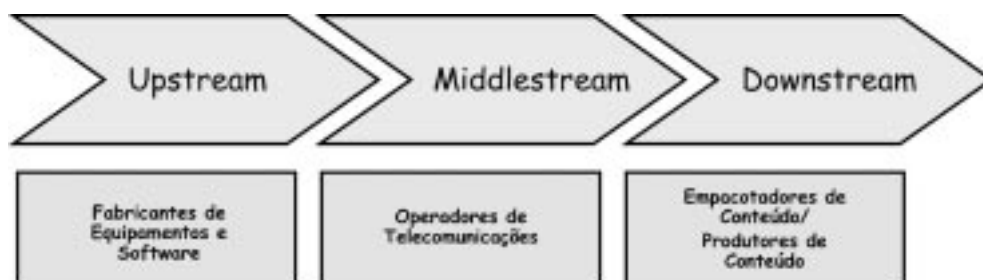 Upstream
Middlestream
Downstream
Fabricantes de
Equipamentos e
Software
Operadores de
Telecomunicações
Empacotadores de
Conteúdo/
Produtores de
Conteúdo